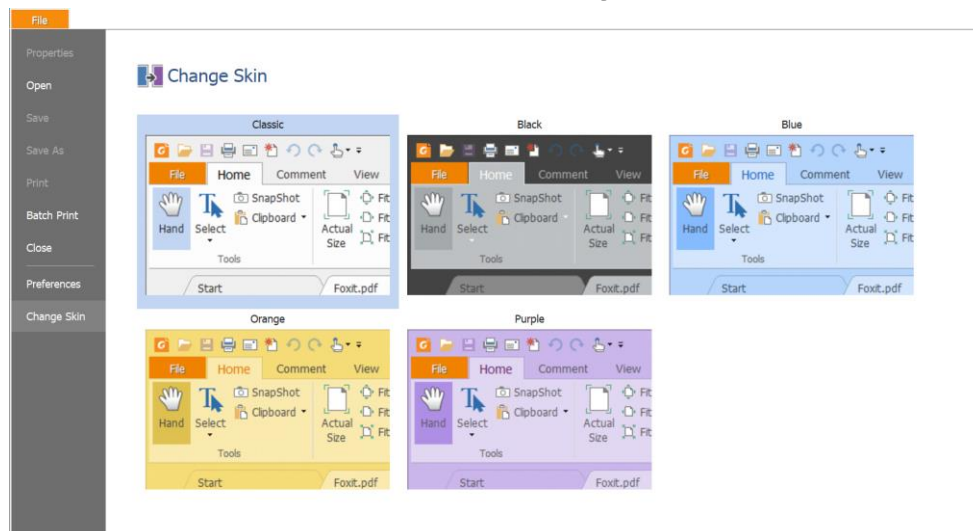 File
Properties
Open
Save
Save As
Print
Batch Print
Close
Preferences
Change Skin
Change Skin
Classic
File Home Comment View
Hand
Select
SnapShot
Clipboard
Actual
Size
Fit
Fit
Fit
Tools
Start Foxit.pdf
Black
File Home Comment View
Hand
Select
SnapShot
Clipboard
Actual
Size
Fit
Fit
Fit
Tools
Start Foxit.pdf
Blue
File Home Comment View
Hand
Select
SnapShot
Clipboard
Actual
Size
Fit
Fit
Fit
Tools
Start Foxit.pdf
Orange
File Home Comment View
Hand
Select
SnapShot
Clipboard
Actual
Size
Fit
Fit
Fit
Tools
Start Foxit.pdf
Purple
File Home Comment View
Hand
Select
SnapShot
Clipboard
Actual
Size
Fit
Fit
Fit
Tools
Start Foxit.pdf